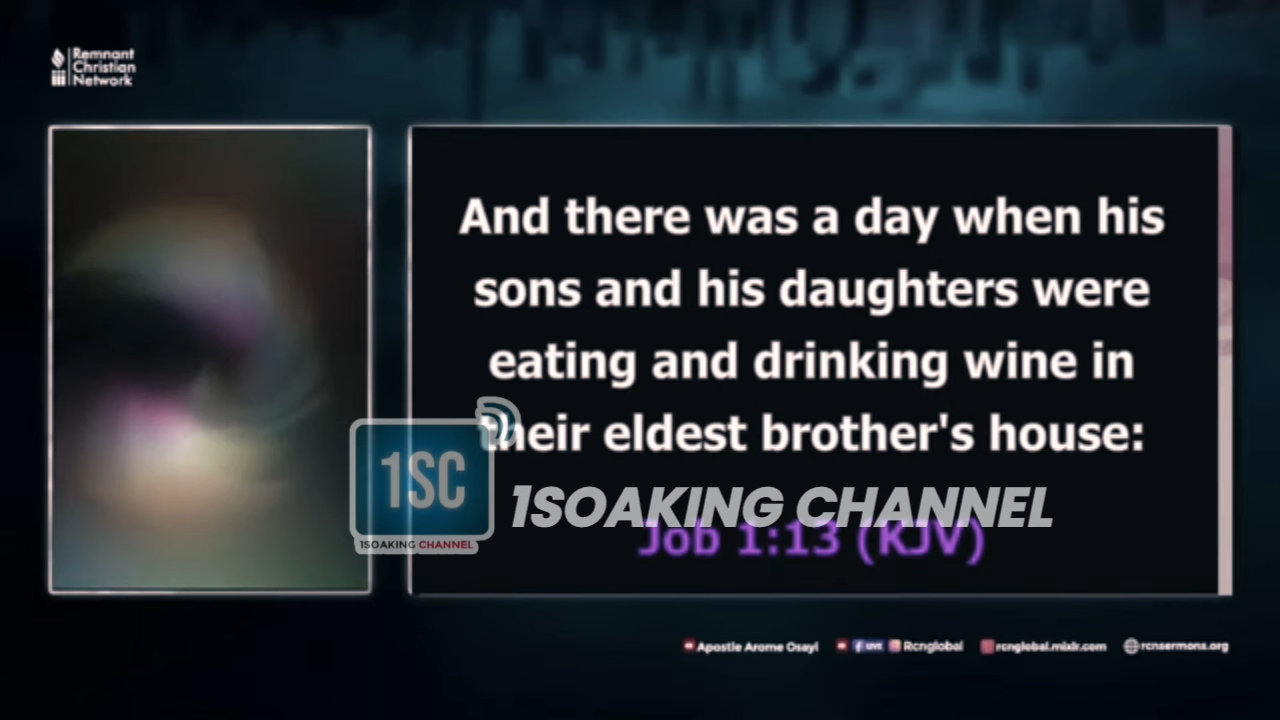 Remnant
Christian
Network
And there was a day when his
sons and his daughters were
eating and drinking wine in
their eldest brother's house:
1SC
1SOAKING CHANNEL
1SOAKING CHANNEL
Job 1:13 (KJV)
Apostle Arome Osayi
LIVE
Rcnglobal
rcnglobal.mixlr.com
rcnsermons.org